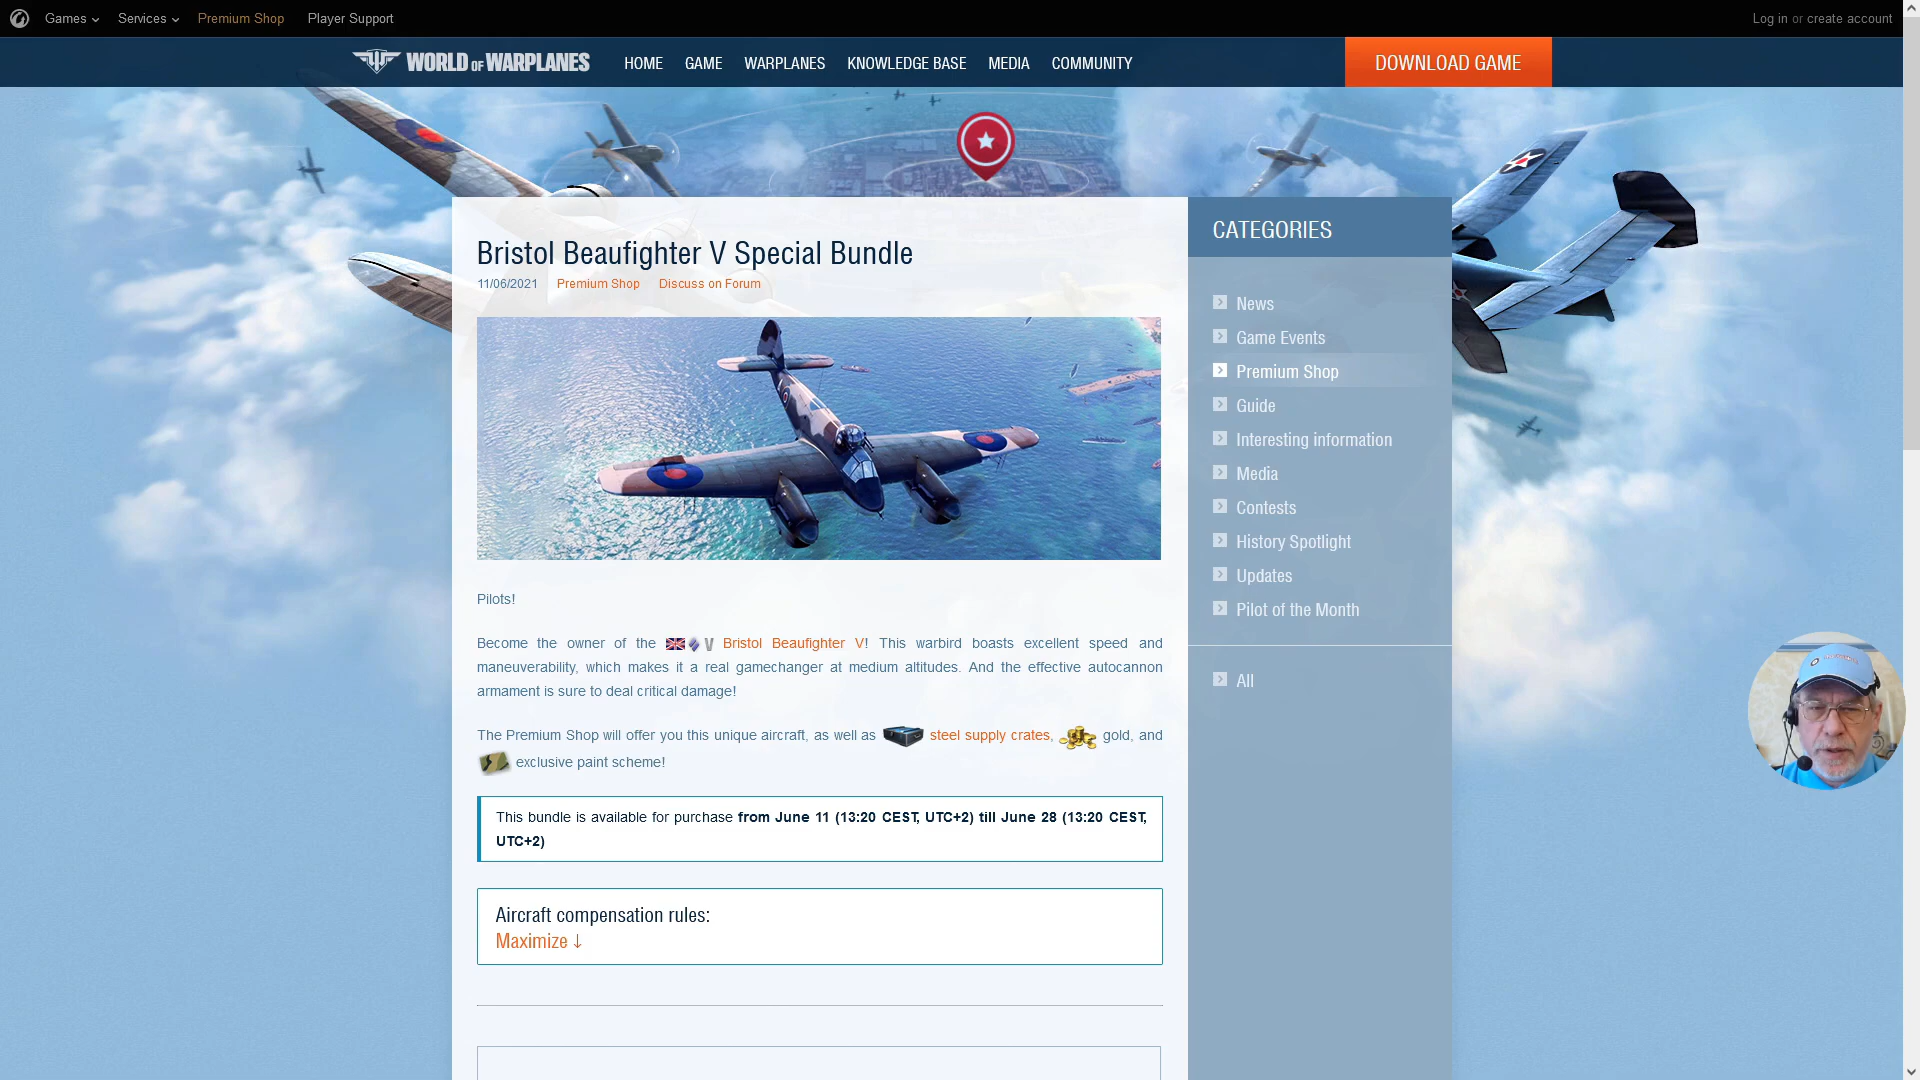 Games Services Premium Shop Player Support Log in or create account
WORLD OF WARPLANES HOME GAME WARPLANES KNOWLEDGE BASE MEDIA COMMUNITY DOWNLOAD GAME
Bristol Beaufighter V Special Bundle
11/06/2021 Premium Shop Discuss on Forum
Pilots!
Become the owner of the V Bristol Beaufighter V! This warbird boasts excellent speed and
maneuverability, which makes it a real gamechanger at medium altitudes. And the effective autocannon
armament is sure to deal critical damage!
The Premium Shop will offer you this unique aircraft, as well as steel supply crates, gold, and
exclusive paint scheme!
This bundle is available for purchase from June 11 (13:20 CEST, UTC+2) till June 28 (13:20 CEST,
UTC+2)
Aircraft compensation rules:
Maximize ↓
CATEGORIES
News
Game Events
Premium Shop
Guide
Interesting information
Media
Contests
History Spotlight
Updates
Pilot of the Month
All